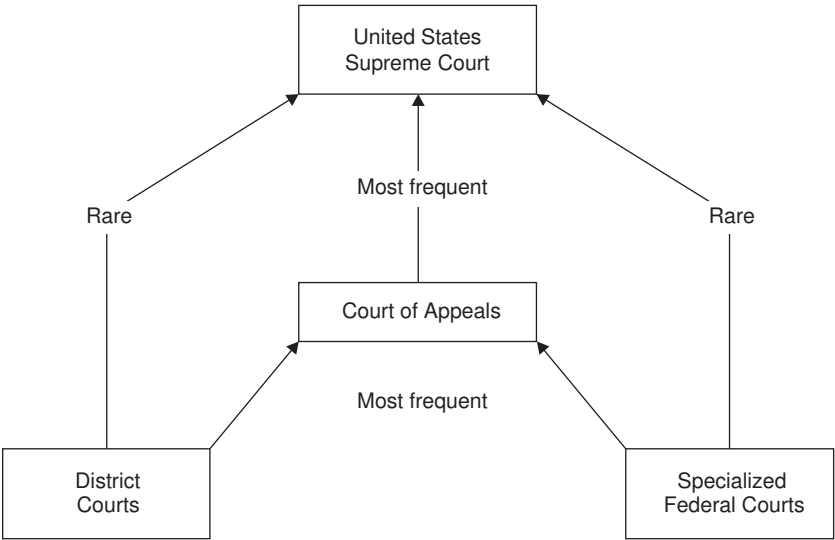 United States
Supreme Court
Most frequent
Rare
Rare
Court of Appeals
Most frequent
District
Courts
Specialized
Federal Courts